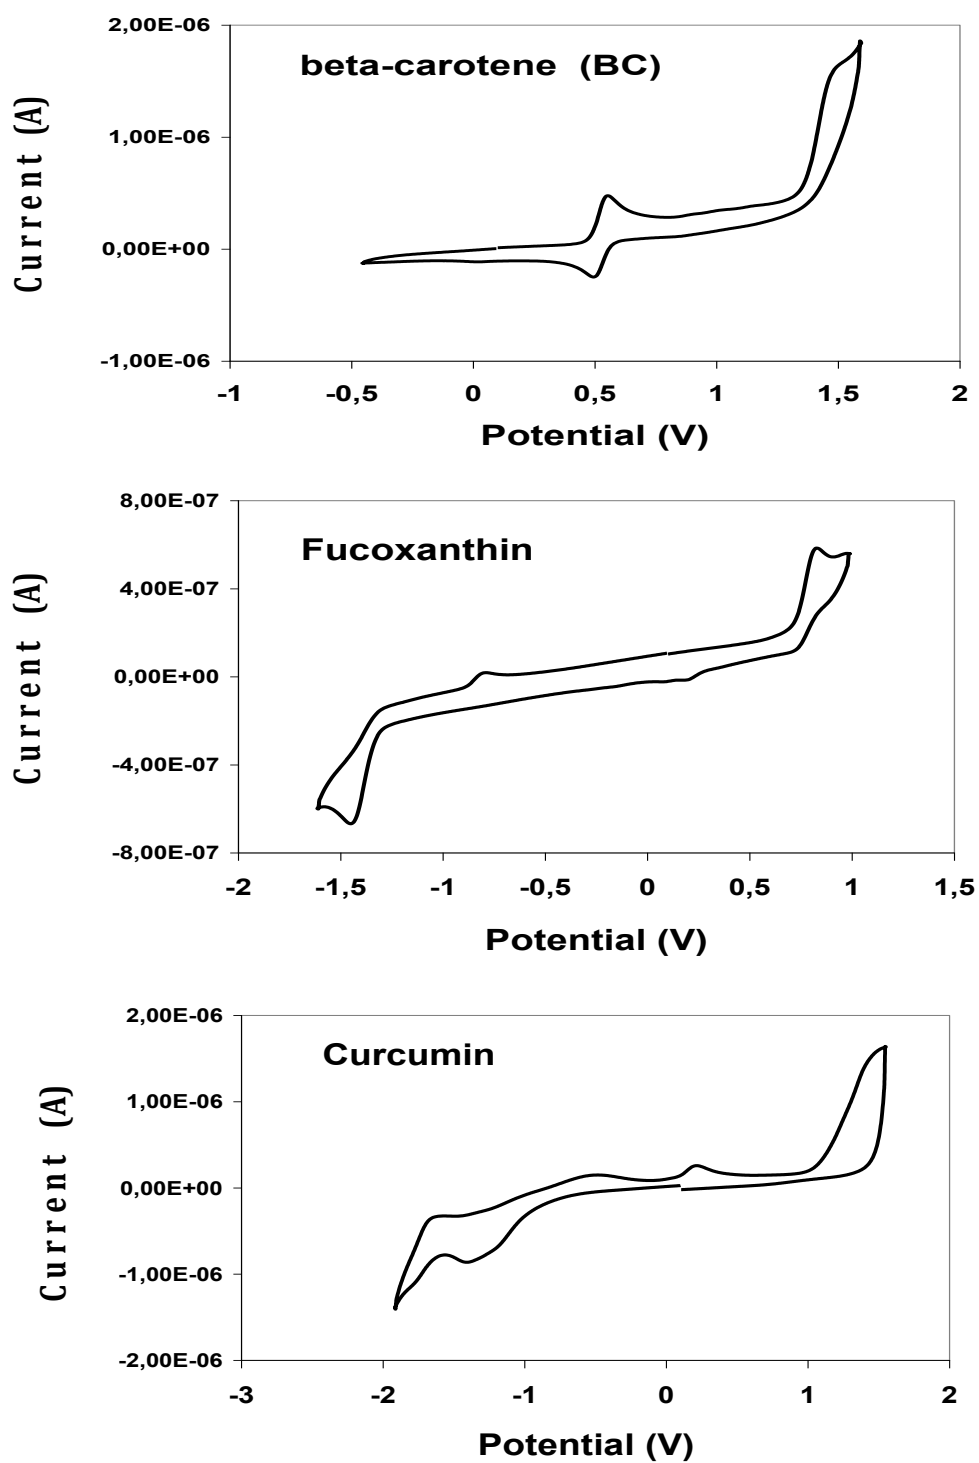 2,00E-06
beta-carotene (BC)
1,00E-06
Current (A)
0,00E+00
-1,00E-06
-1 -0,5 0 0,5 1 1,5 2
Potential (V)
8,00E-07
Fucoxanthin
4,00E-07
Current (A)
0,00E+00
-4,00E-07
-8,00E-07
-2 -1,5 -1 -0,5 0 0,5 1 1,5
Potential (V)
2,00E-06
Curcumin
1,00E-06
Current (A)
0,00E+00
-1,00E-06
-2,00E-06
-3 -2 -1 0 1 2
Potential (V)